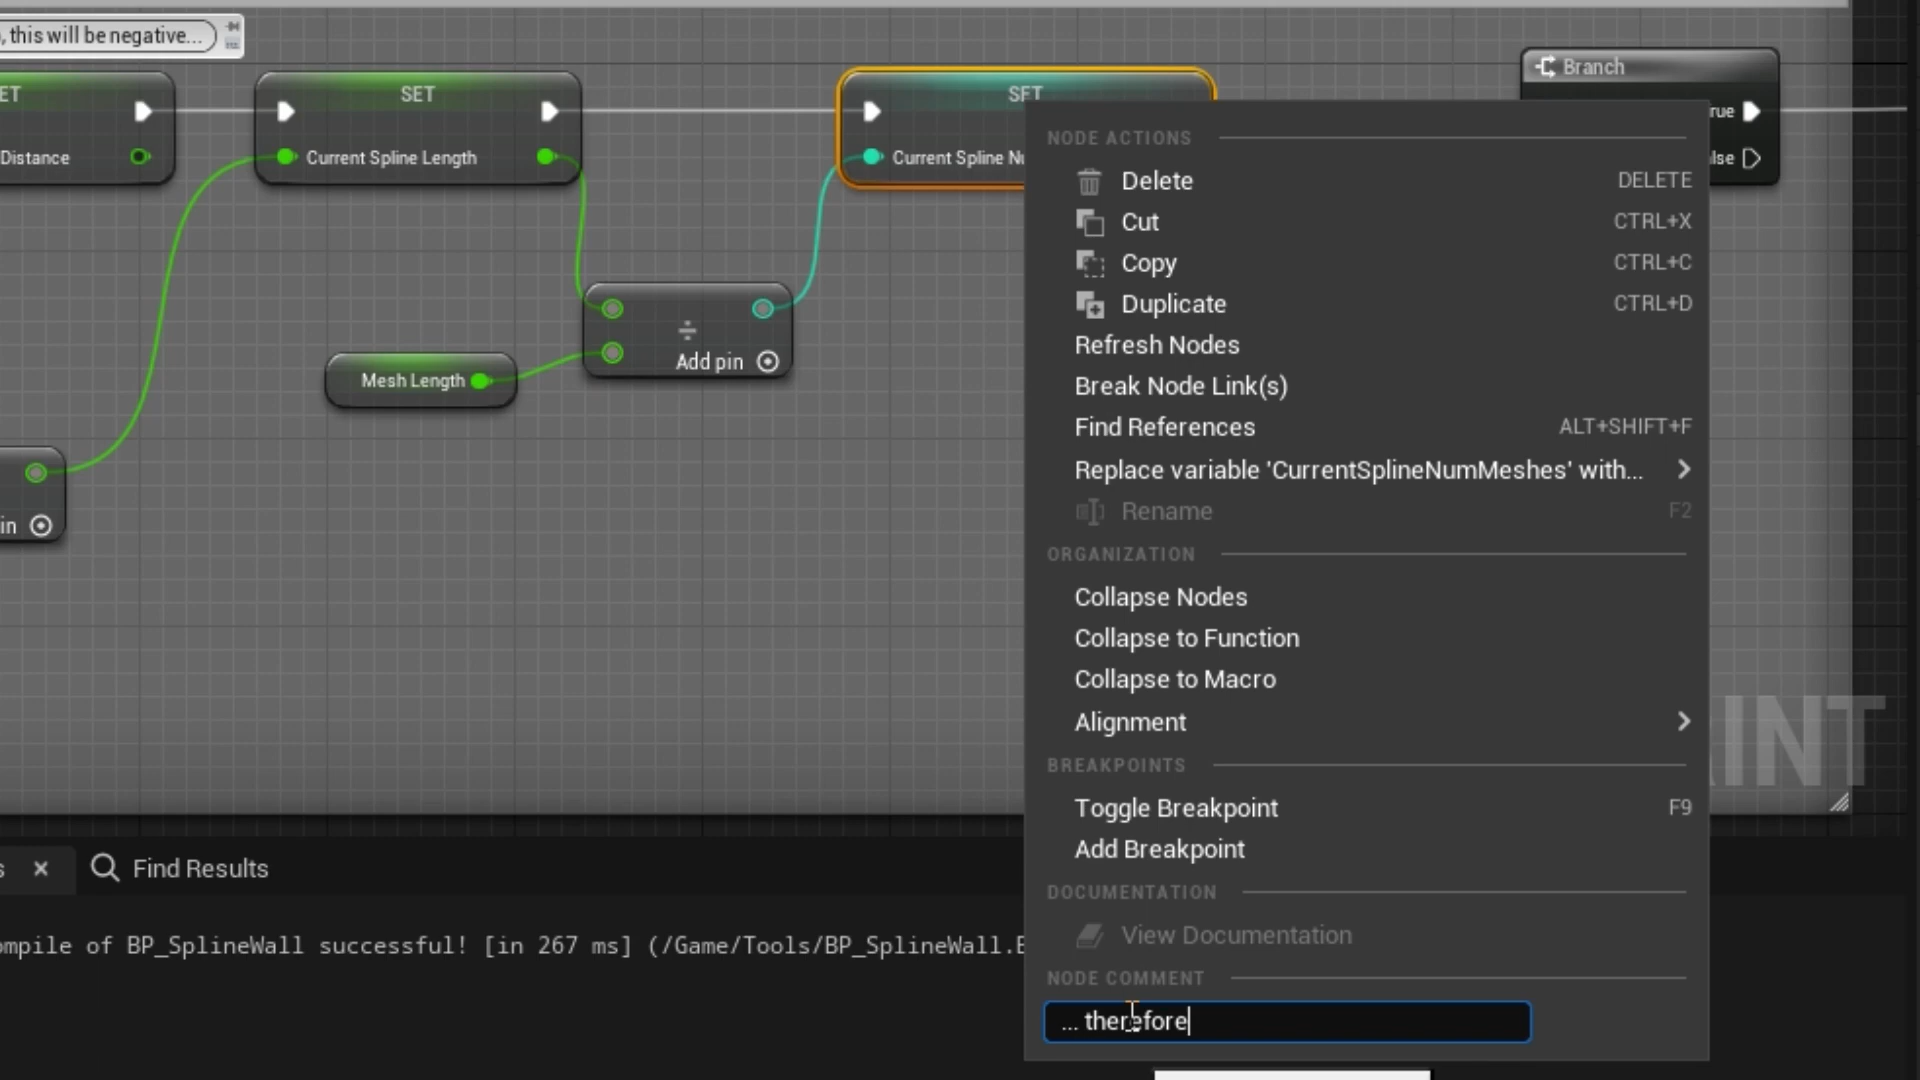 , this will be negative...
ET
SET
SET
Branch
Distance
Current Spline Length
Current Spline Nu
rue
lse
Mesh Length
÷
Add pin
in
NODE ACTIONS
Delete DELETE
Cut CTRL+X
Copy CTRL+C
Duplicate CTRL+D
Refresh Nodes
Break Node Link(s)
Find References ALT+SHIFT+F
Replace variable 'CurrentSplineNumMeshes' with...
Rename F2
ORGANIZATION
Collapse Nodes
Collapse to Function
Collapse to Macro
Alignment
BREAKPOINTS
Toggle Breakpoint F9
Add Breakpoint
DOCUMENTATION
View Documentation
NODE COMMENT
... therefore
INT
s × Find Results
ompile of BP_SplineWall successful! [in 267 ms] (/Game/Tools/BP_SplineWall.